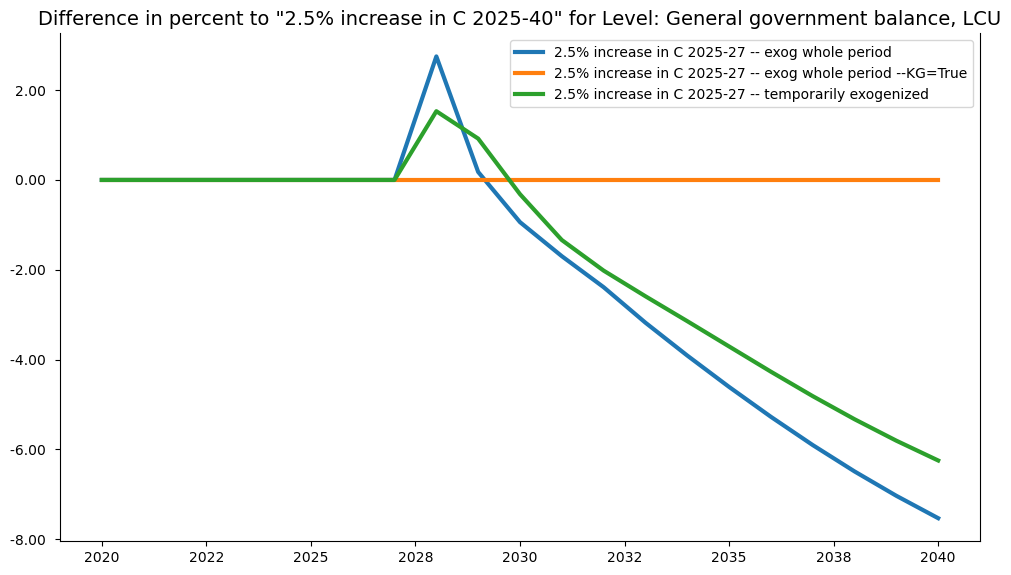 Difference in percent to "2.5% increase in C 2025-40" for Level: General government balance, LCU
2.5% increase in C 2025-27 -- exog whole period
2.5% increase in C 2025-27 -- exog whole period --KG=True
2.5% increase in C 2025-27 -- temporarily exogenized
2.00
0.00
-2.00
-4.00
-6.00
-8.00
2020 2022 2025 2028 2030 2032 2035 2038 2040